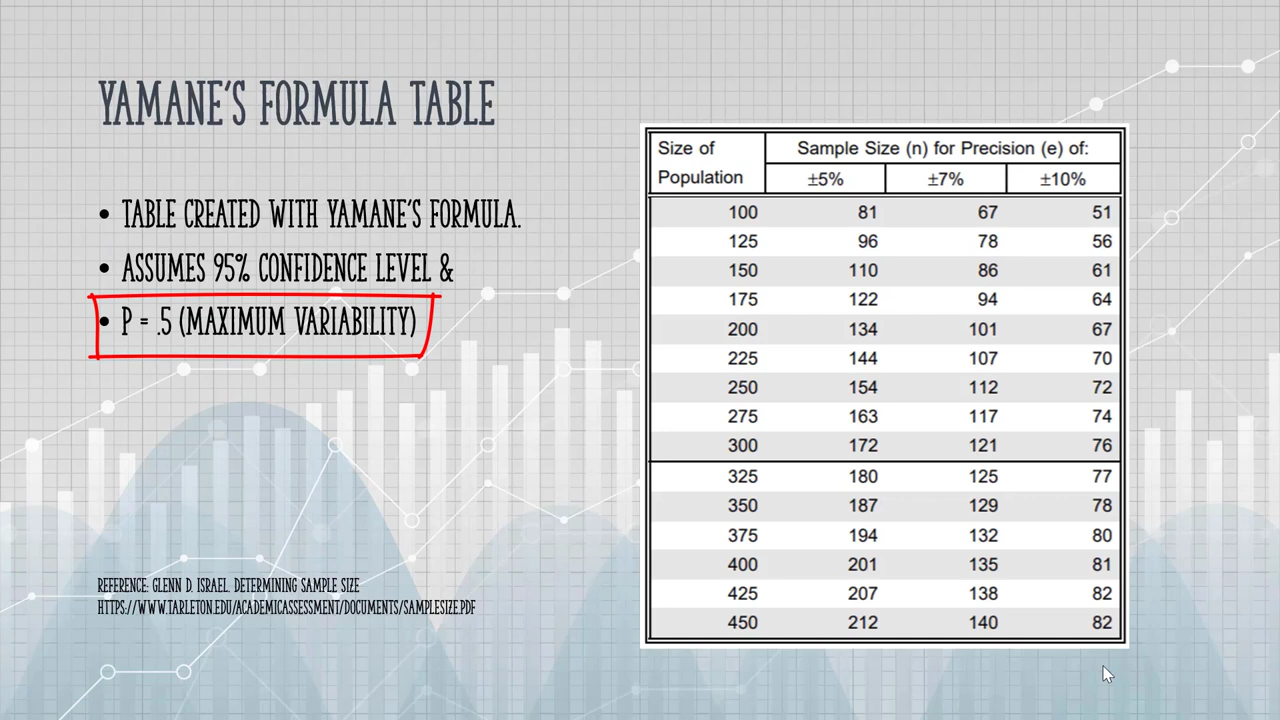 YAMANE'S FORMULA TABLE
• TABLE CREATED WITH YAMANE'S FORMULA.
• ASSUMES 95% CONFIDENCE LEVEL &
• P = .5 (MAXIMUM VARIABILITY)
REFERENCE: GLENN D. ISRAEL. DETERMINING SAMPLE SIZE
HTTPS://WWW.TARLETON.EDU/ACADEMICASSESSMENT/DOCUMENTS/SAMPLESIZE.PDF
Size of Population Sample Size (n) for Precision (e) of:
±5% ±7% ±10%
100 81 67 51
125 96 78 56
150 110 86 61
175 122 94 64
200 134 101 67
225 144 107 70
250 154 112 72
275 163 117 74
300 172 121 76
325 180 125 77
350 187 129 78
375 194 132 80
400 201 135 81
425 207 138 82
450 212 140 82